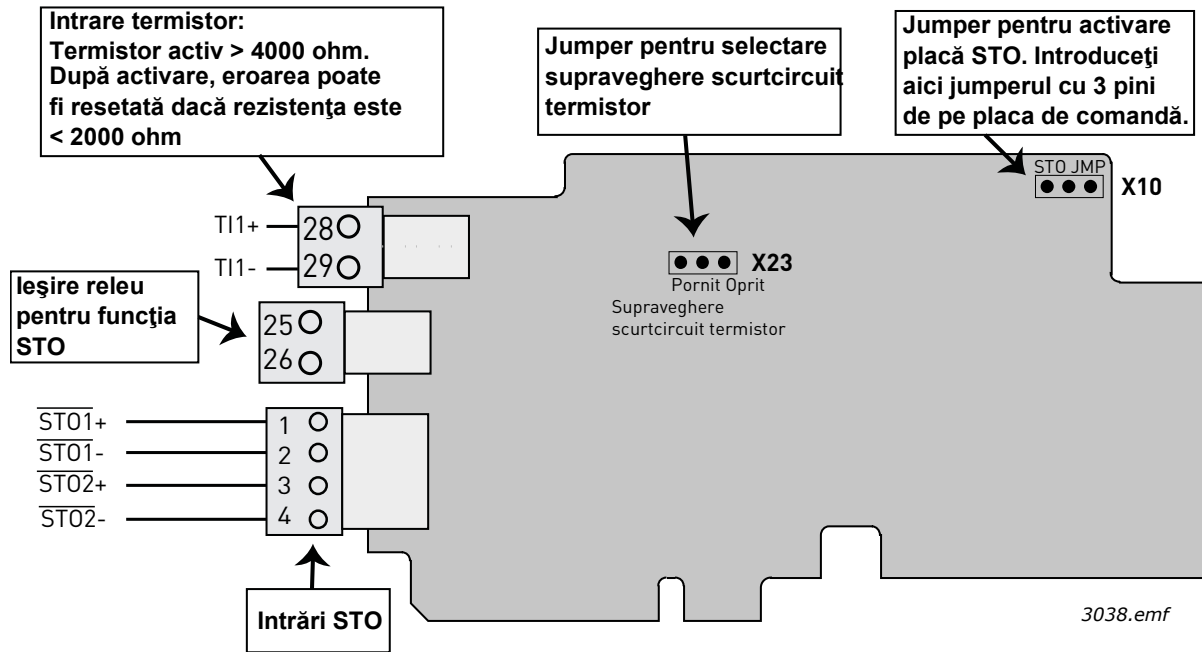 Intrare termistor:
Termistor activ > 4000 ohm.
După activare, eroarea poate
fi resetată dacă rezistenţa este
< 2000 ohm
Jumper pentru selectare
supraveghere scurtcircuit
termistor
Jumper pentru activare
placă STO. Introduceţi
aici jumperul cu 3 pini
de pe placa de comandă.
STO JMP
X10
TI1+
28
TI1-
29
X23
Pornit Oprit
Supraveghere
scurtcircuit termistor
Ieşire releu
pentru funcţia
STO
25
26
STO1+
1
STO1-
2
STO2+
3
STO2-
4
Intrări STO
3038.emf